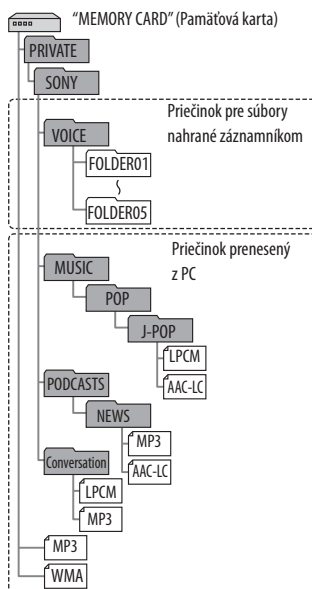 "MEMORY CARD" (Pamäťová karta)
PRIVATE
SONY
Priečinok pre súbory
nahrané záznamníkom
VOICE
FOLDER01
FOLDER05
Priečinok prenesený
z PC
MUSIC
POP
J-POP
LPCM
AAC-LC
PODCASTS
NEWS
MP3
AAC-LC
Conversation
LPCM
MP3
MP3
WMA